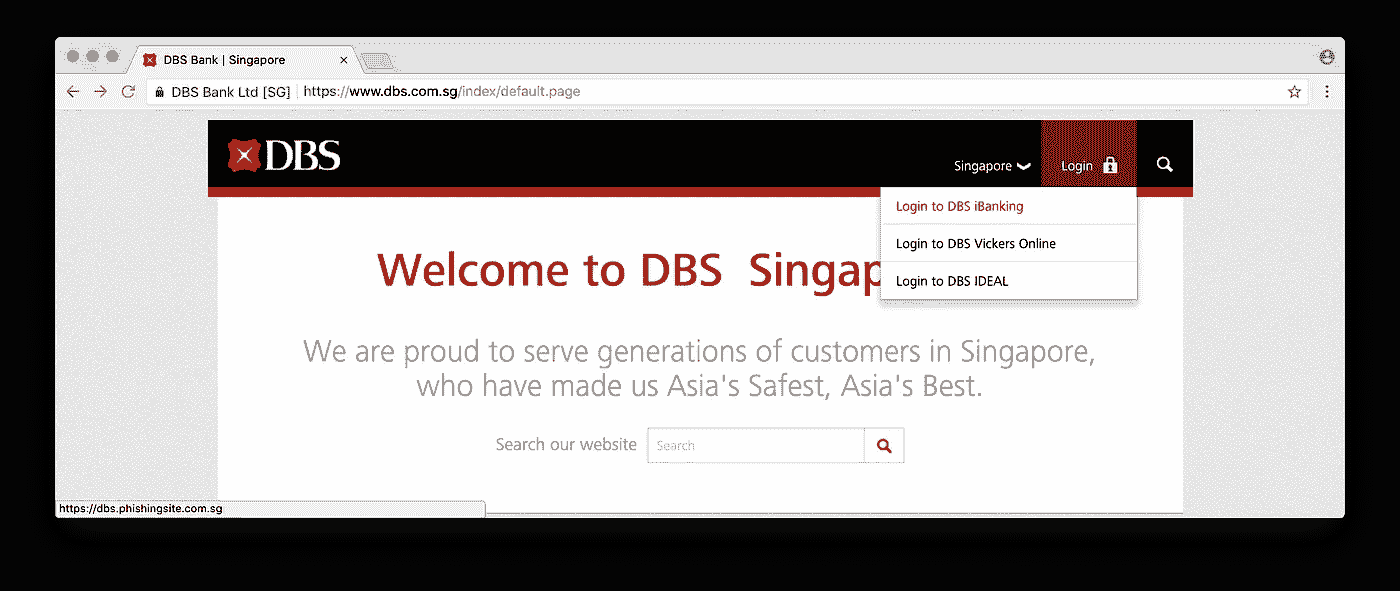 DBS Bank | Singapore
DBS Bank Ltd [SG] https://www.dbs.com.sg/index/default.page
DBS
Singapore Login
Login to DBS iBanking
Login to DBS Vickers Online
Login to DBS IDEAL
Welcome to DBS Singap
We are proud to serve generations of customers in Singapore,
who have made us Asia's Safest, Asia's Best.
Search our website Search
https://dbs.phishingsite.com.sg